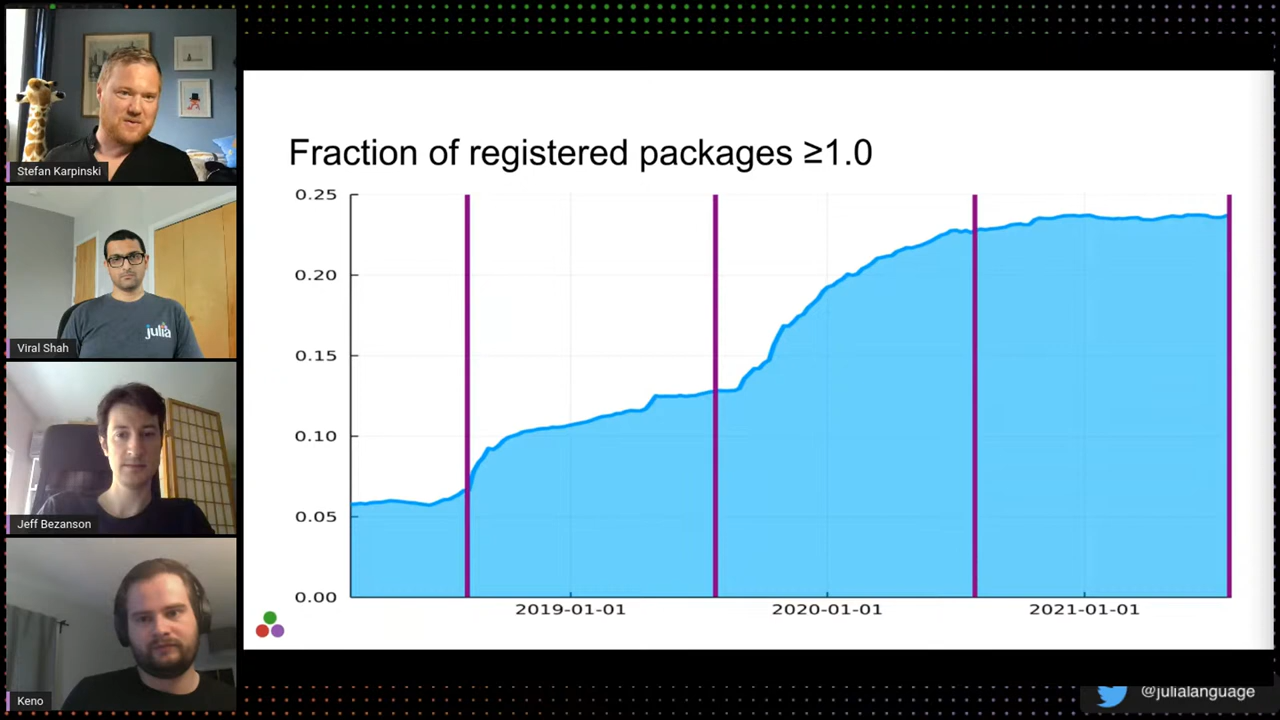 Stefan Karpinski
Viral Shah
julia
Jeff Bezanson
Keno
Fraction of registered packages ≥1.0
0.25
0.20
0.15
0.10
0.05
0.00
2019-01-01
2020-01-01
2021-01-01
@julialanguage